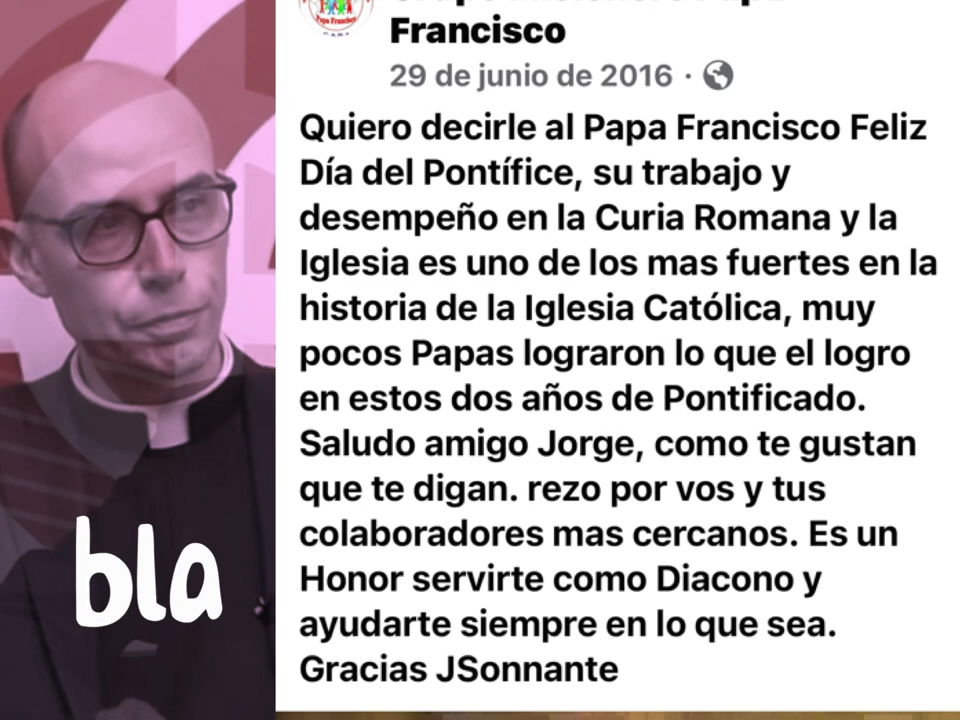 Papa Francisco
Francisco
29 de junio de 2016 ·
Quiero decirle al Papa Francisco Feliz
Día del Pontífice, su trabajo y
desempeño en la Curia Romana y la
Iglesia es uno de los mas fuertes en la
historia de la Iglesia Católica, muy
pocos Papas lograron lo que el logro
en estos dos años de Pontificado.
Saludo amigo Jorge, como te gustan
que te digan. rezo por vos y tus
colaboradores mas cercanos. Es un
Honor servirte como Diacono y
ayudarte siempre en lo que sea.
Gracias JSonnante
bla